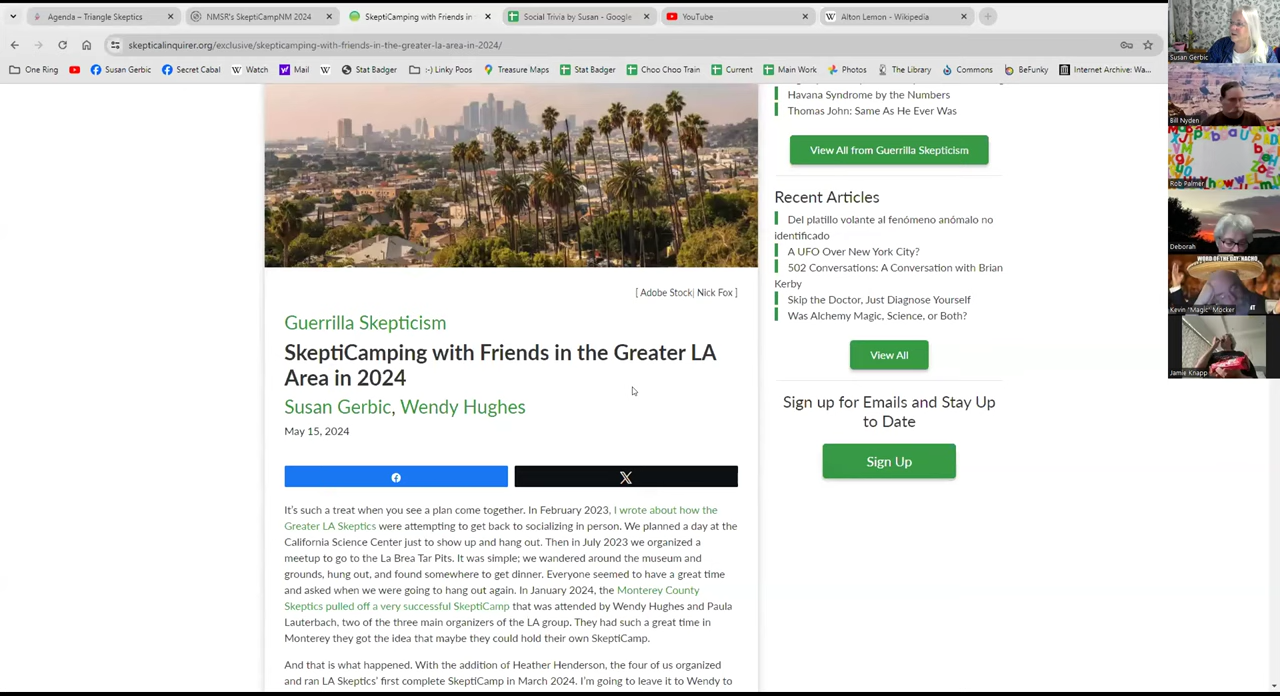 Agenda – Triangle Skeptics
NMSR's SkeptiCampNM 2024
SkeptiCamping with Friends in
Social Trivia by Susan - Google
YouTube
Alton Lemon - Wikipedia
skepticalinquirer.org/exclusive/skepticamping-with-friends-in-the-greater-la-area-in-2024/
One Ring
Susan Gerbic
Secret Cabal
Watch
Mail
Stat Badger
:-) Linky Poos
Treasure Maps
Stat Badger
Choo Choo Train
Current
Main Work
Photos
The Library
Commons
BeFunky
Internet Archive: Wa...
Havana Syndrome by the Numbers
Thomas John: Same As He Ever Was
View All from Guerrilla Skepticism
Recent Articles
Del platillo volante al fenómeno anómalo no
identificado
A UFO Over New York City?
502 Conversations: A Conversation with Brian
Kerby
Skip the Doctor, Just Diagnose Yourself
Was Alchemy Magic, Science, or Both?
View All
Sign up for Emails and Stay Up
to Date
Sign Up
[ Adobe Stock| Nick Fox ]
Guerrilla Skepticism
SkeptiCamping with Friends in the Greater LA
Area in 2024
Susan Gerbic, Wendy Hughes
May 15, 2024
It's such a treat when you see a plan come together. In February 2023, I wrote about how the
Greater LA Skeptics were attempting to get back to socializing in person. We planned a day at the
California Science Center just to show up and hang out. Then in July 2023 we organized a
meetup to go to the La Brea Tar Pits. It was simple; we wandered around the museum and
grounds, hung out, and found somewhere to get dinner. Everyone seemed to have a great time
and asked when we were going to hang out again. In January 2024, the Monterey County
Skeptics pulled off a very successful SkeptiCamp that was attended by Wendy Hughes and Paula
Lauterbach, two of the three main organizers of the LA group. They had such a great time in
Monterey they got the idea that maybe they could hold their own SkeptiCamp.
And that is what happened. With the addition of Heather Henderson, the four of us organized
and ran LA Skeptics' first complete SkeptiCamp in March 2024. I'm going to leave it to Wendy to
Susan Gerbic
Bill Nyden
Rob Palmer
Deborah
WORD OF THE DAY: NACHO
Kevin "Magic" Mocker
Jamie Knapp